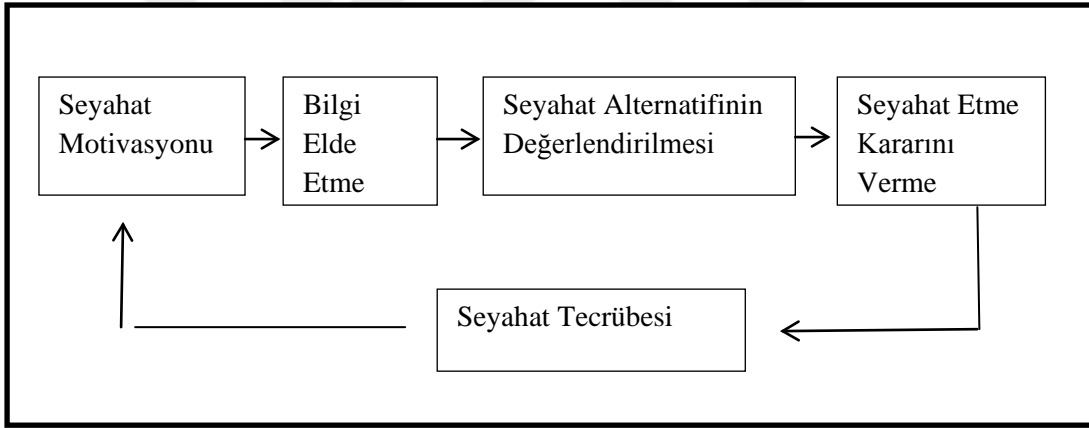 Seyahat
Motivasyonu
Bilgi
Elde
Etme
Seyahat Alternatifinin
Değerlendirilmesi
Seyahat Etme
Kararını
Verme
Seyahat Tecrübesi